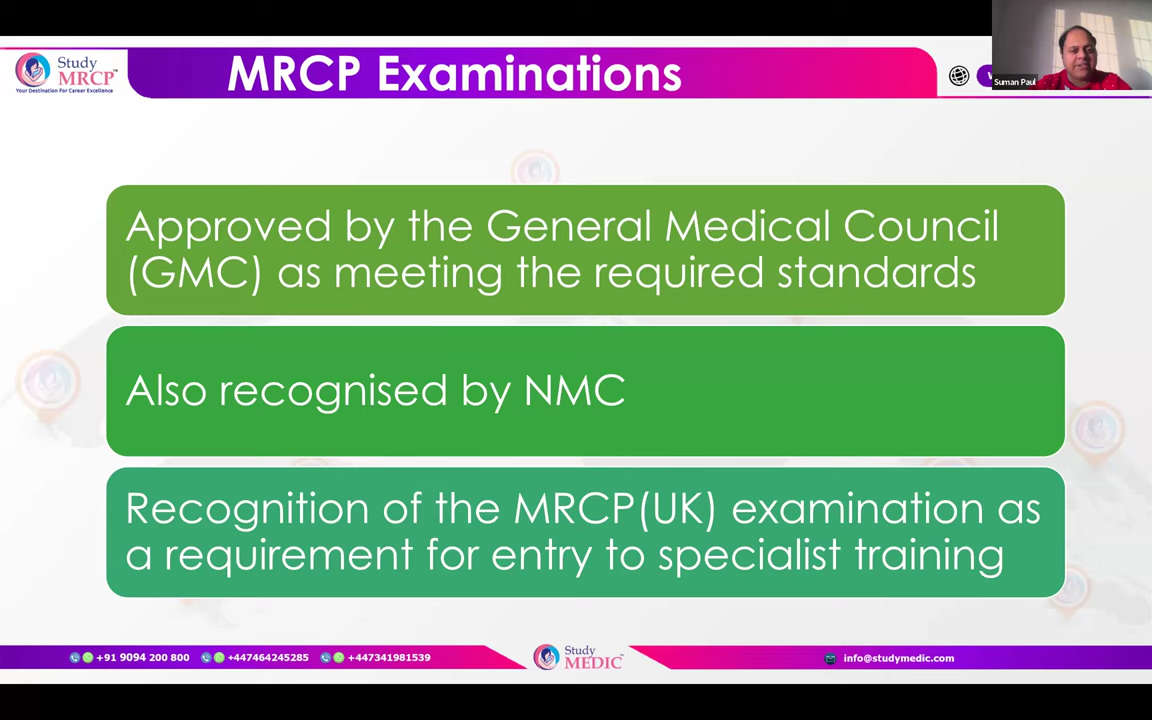 Study
MRCP™
Your Destination For Career Excellence
MRCP Examinations
Suman Paul
Approved by the General Medical Council
(GMC) as meeting the required standards
Also recognised by NMC
Recognition of the MRCP(UK) examination as
a requirement for entry to specialist training
+91 9094 200 800
+447464245285
+447341981539
Study
MEDIC™
info@studymedic.com